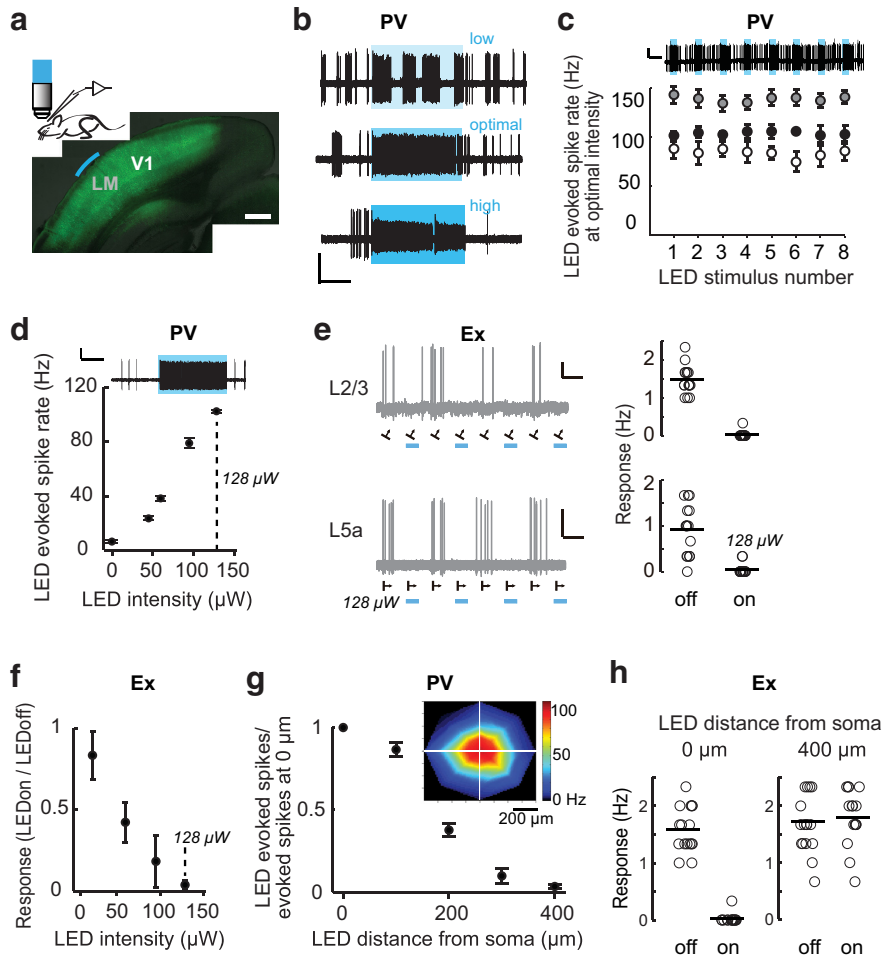 a
V1
LM
b
PV
low
optimal
high
c
PV
LED evoked spike rate (Hz)
at optimal intensity
150
100
50
0
1 2 3 4 5 6 7 8
LED stimulus number
d
PV
LED evoked spike rate (Hz)
120
80
40
0
128 µW
0 50 100 150
LED intensity (µW)
e
Ex
L2/3
L5a
128 µW
Response (Hz)
2
1
0
2
1
0
128 µW
off on
f
Ex
Response (LEDon / LEDoff)
1
0.5
0
128 µW
0 50 100 150
LED intensity (µW)
g
PV
LED evoked spikes/
evoked spikes at 0 µm
1
0.5
0
100
50
0 Hz
200 µm
0 200 400
LED distance from soma (µm)
h
Ex
LED distance from soma
0 µm 400 µm
Response (Hz)
2
1
0
2
1
0
off on off on